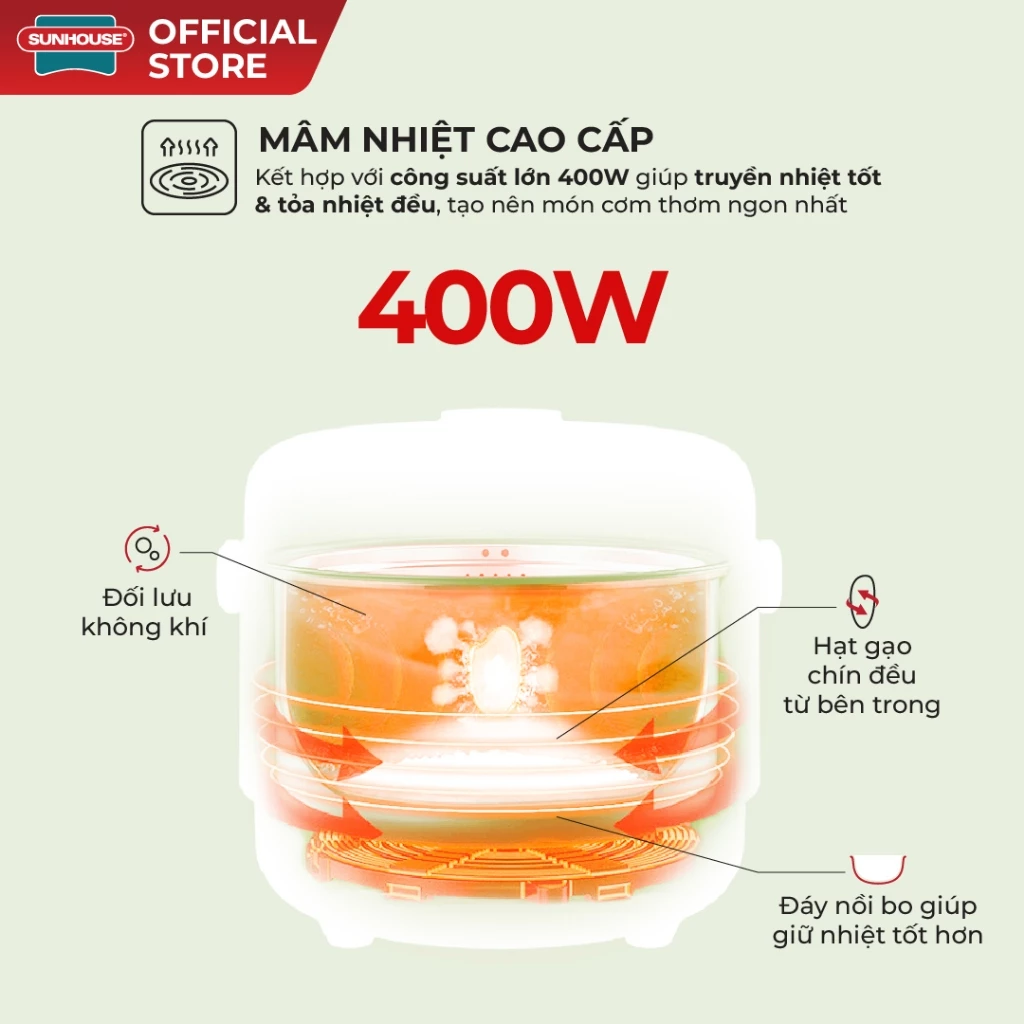 SUNHOUSE®
OFFICIAL
STORE
MÂM NHIỆT CAO CẤP
Kết hợp với công suất lớn 400W giúp truyền nhiệt tốt
& tỏa nhiệt đều, tạo nên món cơm thơm ngon nhất
400W
Đối lưu
không khí
Hạt gạo
chín đều
từ bên trong
Đáy nồi bo giúp
giữ nhiệt tốt hơn